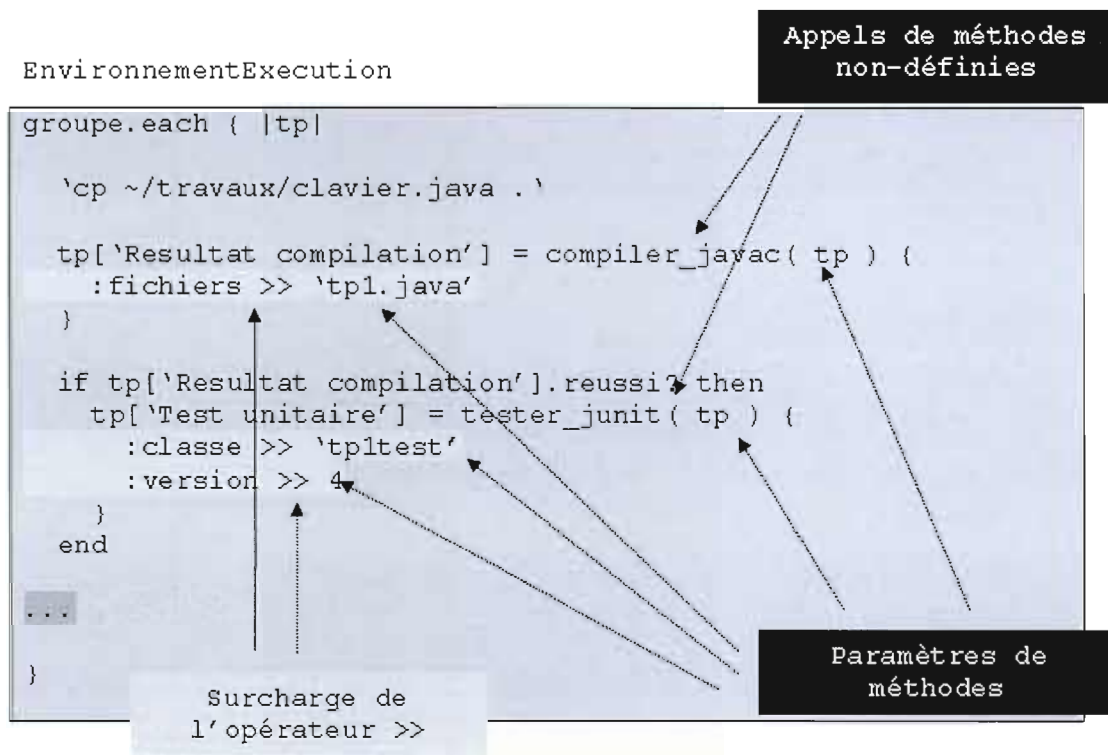 Appels de méthodes
non-définies
EnvironnementExecution
groupe.each { |tp|
`cp ~/travaux/clavier.java .`
tp[`Resultat compilation'] = compiler_javac( tp ) {
:fichiers >> `tp1.java'
}
if tp[`Resultat compilation'].reussi? then
tp[`Test unitaire'] = tester_junit( tp ) {
:classe >> `tp1test'
:version >> 4
}
end
...
}
Surcharge de
l'opérateur >>
Paramètres de
méthodes